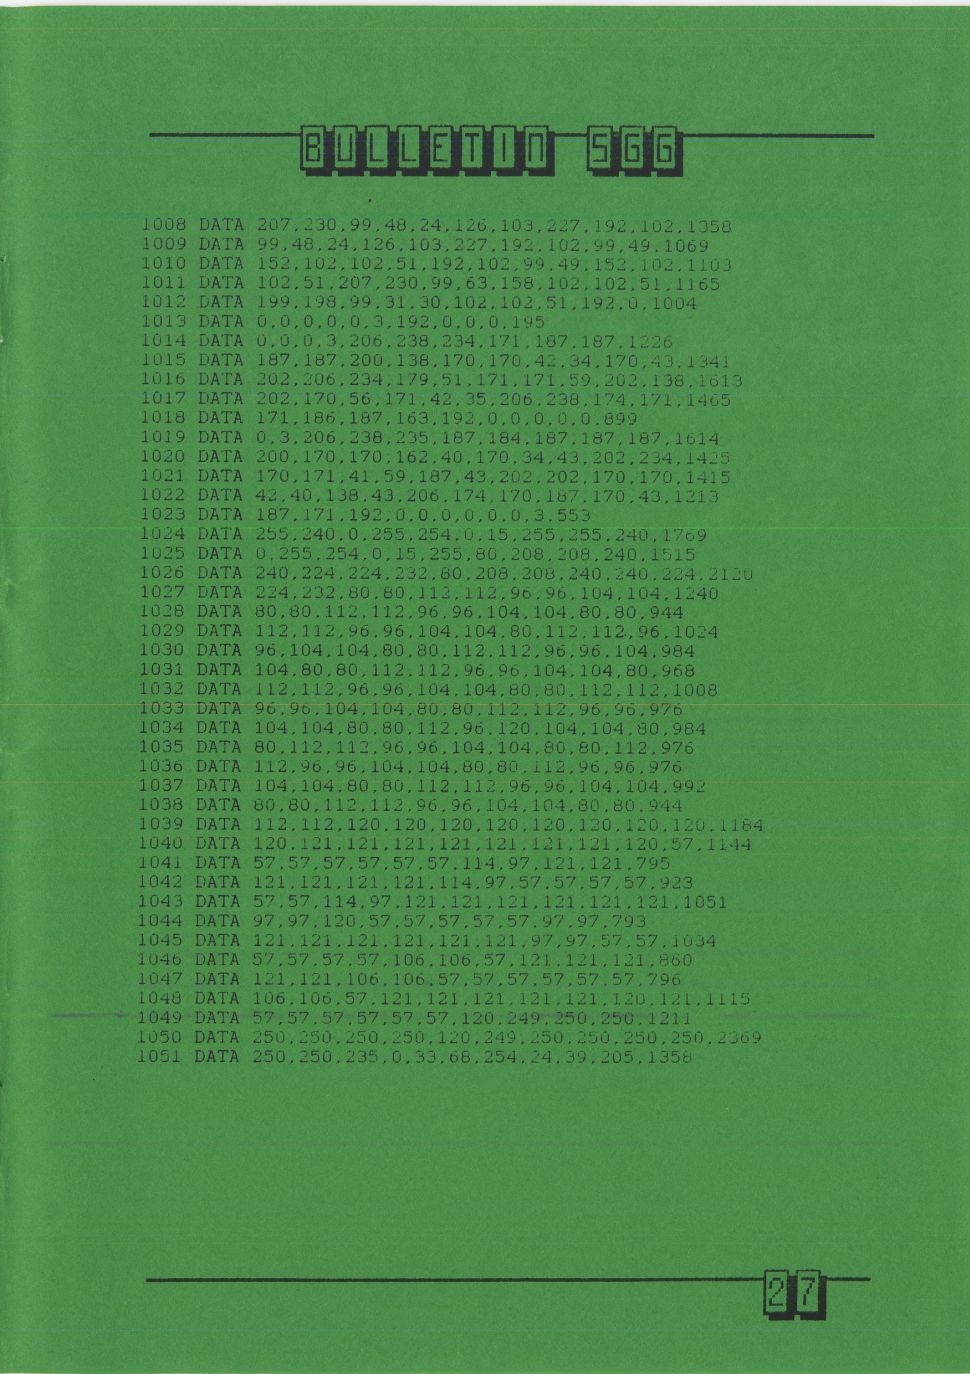 BULLETIN SGG
1008 DATA 207,230,99,48,24,126,103,227,192,102,1358
1009 DATA 99,48,24,126,103,227,192,102,99,49,1069
1010 DATA 152,102,102,51,192,102,99,49,152,102,1103
1011 DATA 102,51,207,230,99,63,158,102,102,51,1165
1012 DATA 199,198,99,31,30,102,102,51,192,0,1004
1013 DATA 0,0,0,0,0,3,192,0,0,0,195
1014 DATA 0,0,0,3,206,238,234,171,187,187,1226
1015 DATA 187,187,200,138,170,170,42,34,170,43,1341
1016 DATA 202,206,234,179,51,171,171,59,202,138,1613
1017 DATA 202,170,56,171,42,35,206,238,174,171,1465
1018 DATA 171,186,187,163,192,0,0,0,0,0,899
1019 DATA 0,3,206,238,235,187,184,187,187,187,1614
1020 DATA 200,170,170,162,40,170,34,43,202,234,1425
1021 DATA 170,171,41,59,187,43,202,202,170,170,1415
1022 DATA 42,40,138,43,206,174,170,187,170,43,1213
1023 DATA 187,171,192,0,0,0,0,0,0,3,553
1024 DATA 255,240,0,255,254,0,15,255,255,240,1769
1025 DATA 0,255,254,0,15,255,80,208,208,240,1515
1026 DATA 240,224,224,232,80,208,208,240,240,224,2120
1027 DATA 224,232,80,80,112,112,96,96,104,104,1240
1028 DATA 80,80,112,112,96,96,104,104,80,80,944
1029 DATA 112,112,96,96,104,104,80,112,112,96,1024
1030 DATA 96,104,104,80,80,112,112,96,96,104,984
1031 DATA 104,80,80,112,112,96,96,104,104,80,968
1032 DATA 112,112,96,96,104,104,80,80,112,112,1008
1033 DATA 96,96,104,104,80,80,112,112,96,96,976
1034 DATA 104,104,80,80,112,96,120,104,104,80,984
1035 DATA 80,112,112,96,96,104,104,80,80,112,976
1036 DATA 112,96,96,104,104,80,80,112,96,96,976
1037 DATA 104,104,80,80,112,112,96,96,104,104,992
1038 DATA 80,80,112,112,96,96,104,104,80,80,944
1039 DATA 112,112,120,120,120,120,120,120,120,120,1184
1040 DATA 120,121,121,121,121,121,121,121,120,57,1144
1041 DATA 57,57,57,57,57,57,114,97,121,121,795
1042 DATA 121,121,121,121,114,97,57,57,57,57,923
1043 DATA 57,57,114,97,121,121,121,121,121,121,1051
1044 DATA 97,97,120,57,57,57,57,57,97,97,793
1045 DATA 121,121,121,121,121,121,97,97,57,57,1034
1046 DATA 57,57,57,57,106,106,57,121,121,121,860
1047 DATA 121,121,106,106,57,57,57,57,57,57,796
1048 DATA 106,106,57,121,121,121,121,121,120,121,1115
1049 DATA 57,57,57,57,57,57,120,249,250,250,1211
1050 DATA 250,250,250,250,120,249,250,250,250,250,2369
1051 DATA 250,250,235,0,33,68,254,24,39,205,1358
27